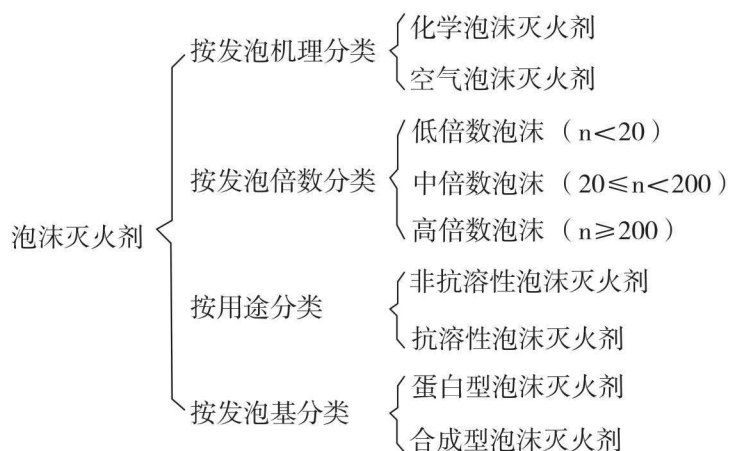 泡沫灭火剂
按发泡机理分类
化学泡沫灭火剂
空气泡沫灭火剂
按发泡倍数分类
低倍数泡沫（n<20）
中倍数泡沫（20≤n<200）
高倍数泡沫（n≥200）
按用途分类
非抗溶性泡沫灭火剂
抗溶性泡沫灭火剂
按发泡基分类
蛋白型泡沫灭火剂
合成型泡沫灭火剂